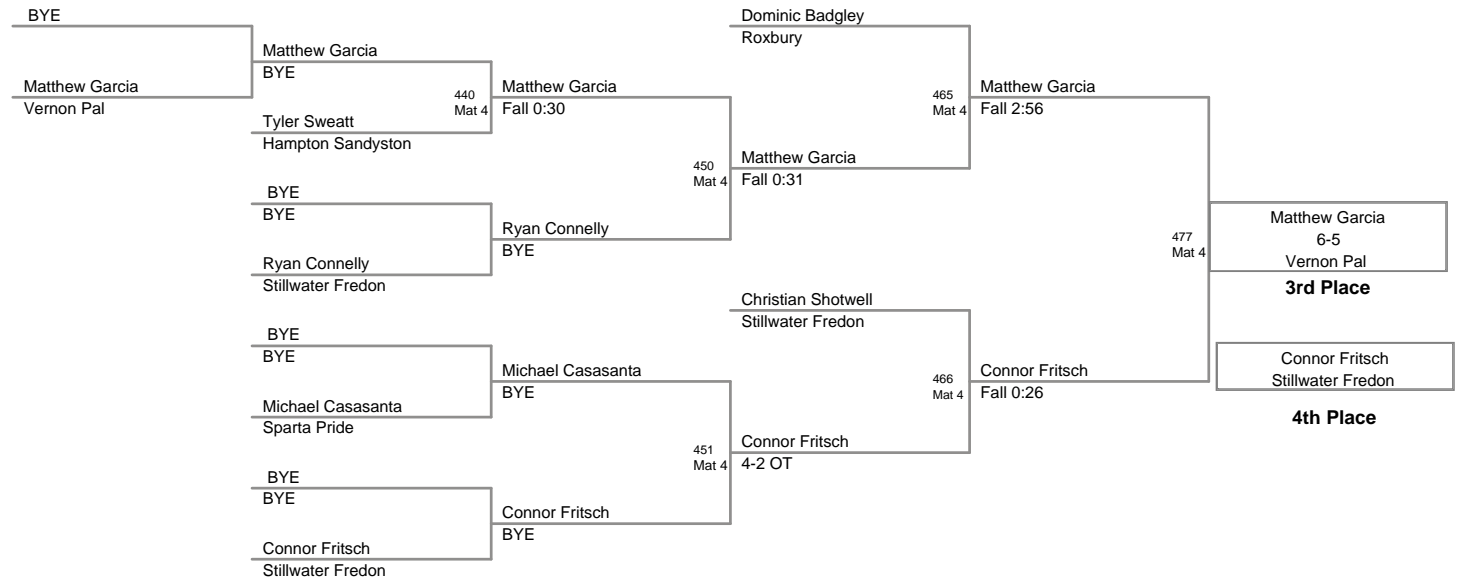 BYE
Matthew Garcia
Vernon Pal
Matthew Garcia
BYE
Tyler Sweatt
Hampton Sandyston
BYE
BYE
Ryan Connelly
Stillwater Fredon
BYE
BYE
Michael Casasanta
Sparta Pride
BYE
BYE
Connor Fritsch
Stillwater Fredon
440
Mat 4
Matthew Garcia
Fall 0:30
Ryan Connelly
BYE
Michael Casasanta
BYE
Connor Fritsch
BYE
450
Mat 4
451
Mat 4
Dominic Badgley
Roxbury
Matthew Garcia
Fall 0:31
Christian Shotwell
Stillwater Fredon
Connor Fritsch
4-2 OT
465
Mat 4
466
Mat 4
Matthew Garcia
Fall 2:56
Connor Fritsch
Fall 0:26
477
Mat 4
Matthew Garcia
6-5
Vernon Pal
3rd Place
Connor Fritsch
Stillwater Fredon
4th Place